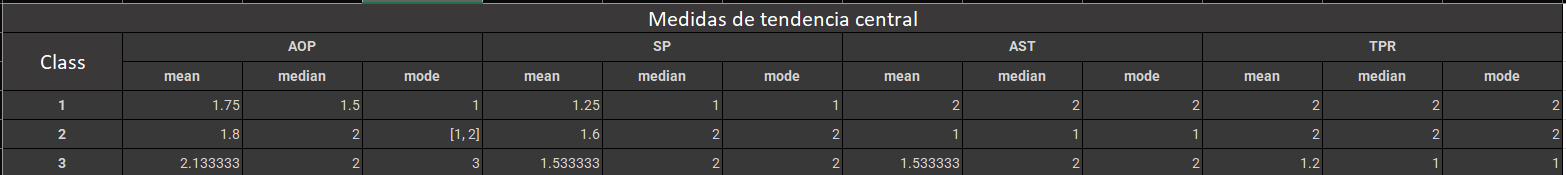 Medidas de tendencia central
Class AOP SP AST TPR
mean median mode mean median mode mean median mode mean median mode
1 1.75 1.5 1 1.25 1 1 2 2 2 2 2 2
2 1.8 2 [1, 2] 1.6 2 2 1 1 1 2 2 2
3 2.133333 2 3 1.533333 2 2 1.533333 2 2 1.2 1 1